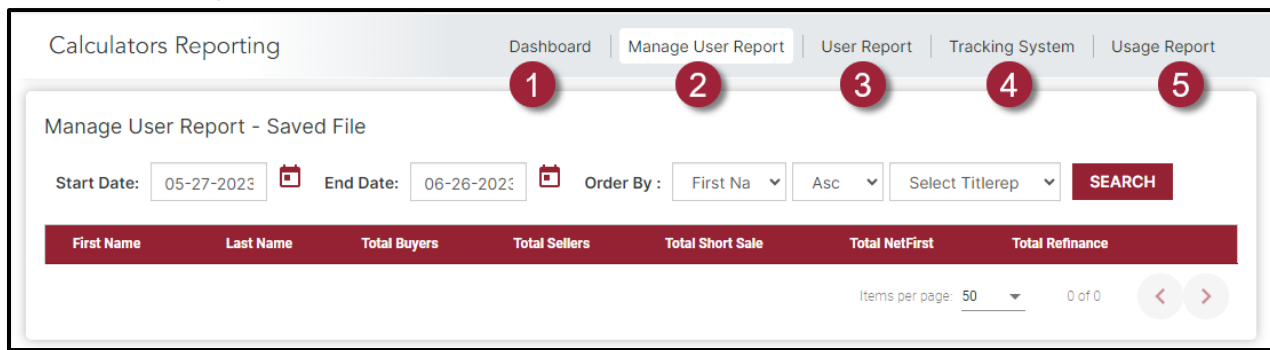 Calculators Reporting Dashboard Manage User Report User Report Tracking System Usage Report
1 2 3 4 5
Manage User Report - Saved File
Start Date: 05-27-2023 End Date: 06-26-2023 Order By : First Na Asc Select Titlerep SEARCH
First Name Last Name Total Buyers Total Sellers Total Short Sale Total NetFirst Total Refinance
Items per page: 50 0 of 0